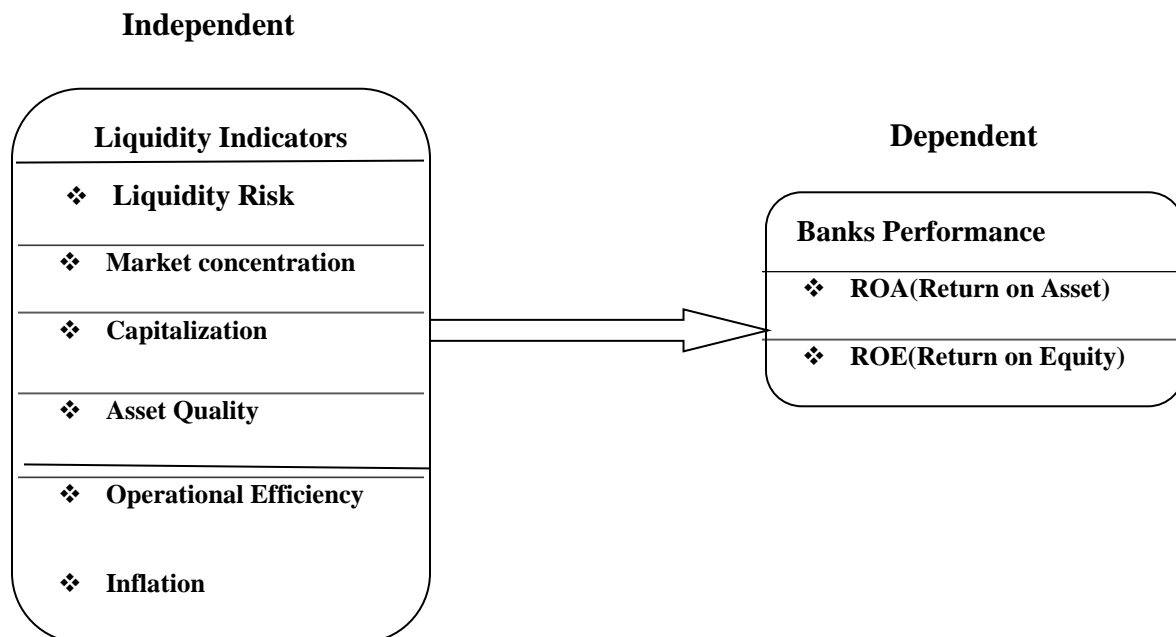 Independent
Liquidity Indicators
❖ Liquidity Risk
❖ Market concentration
❖ Capitalization
❖ Asset Quality
❖ Operational Efficiency
❖ Inflation
Dependent
Banks Performance
❖ ROA(Return on Asset)
❖ ROE(Return on Equity)